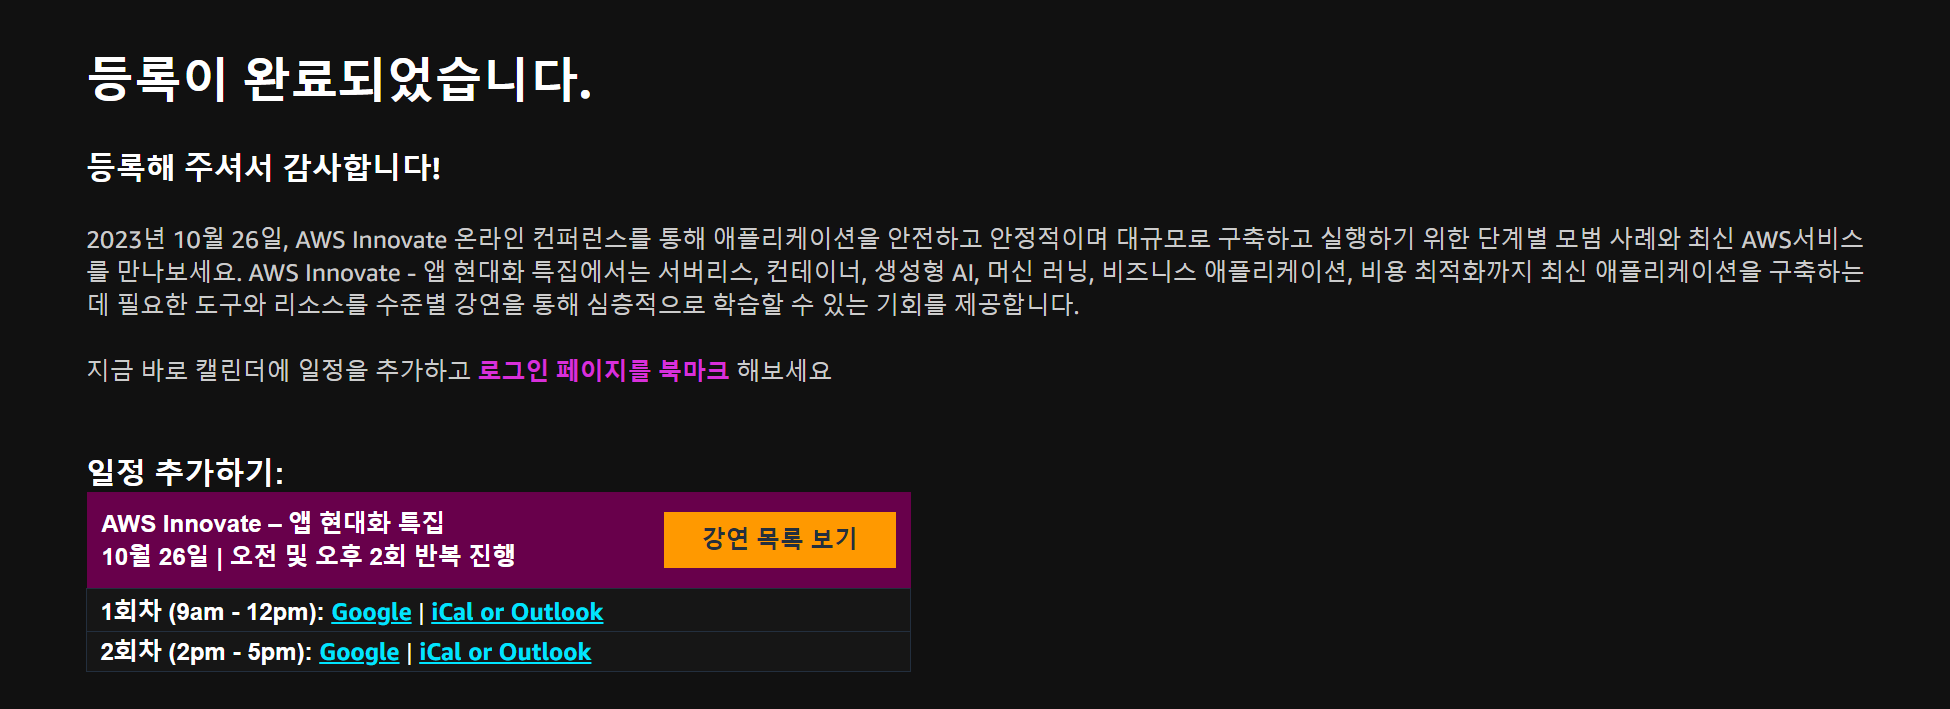 등록이 완료되었습니다.
등록해 주셔서 감사합니다!
2023년 10월 26일, AWS Innovate 온라인 컨퍼런스를 통해 애플리케이션을 안전하고 안정적이며 대규모로 구축하고 실행하기 위한 단계별 모범 사례와 최신 AWS서비스
를 만나보세요. AWS Innovate - 앱 현대화 특집에서는 서버리스, 컨테이너, 생성형 AI, 머신 러닝, 비즈니스 애플리케이션, 비용 최적화까지 최신 애플리케이션을 구축하는
데 필요한 도구와 리소스를 수준별 강연을 통해 심층적으로 학습할 수 있는 기회를 제공합니다.
지금 바로 캘린더에 일정을 추가하고 로그인 페이지를 북마크 해보세요
일정 추가하기:
AWS Innovate – 앱 현대화 특집
10월 26일 | 오전 및 오후 2회 반복 진행
강연 목록 보기
1회차 (9am - 12pm): Google | iCal or Outlook
2회차 (2pm - 5pm): Google | iCal or Outlook